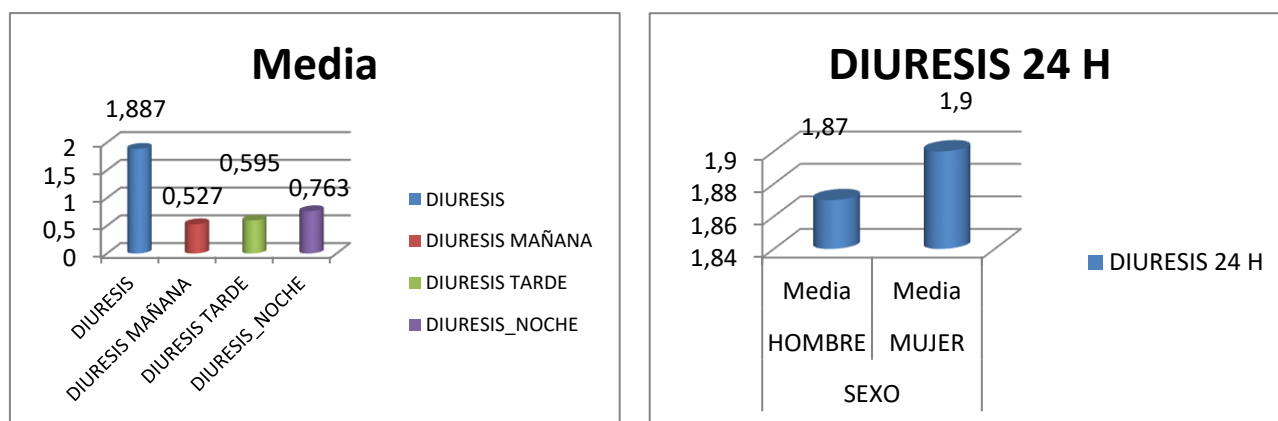 Media
1,887
0,595
0,763
0,527
2
1,5
1
0,5
0
DIURESIS
DIURESIS MAÑANA
DIURESIS TARDE
DIURESIS_NOCHE
DIURESIS
DIURESIS MAÑANA
DIURESIS TARDE
DIURESIS_NOCHE
DIURESIS 24 H
1,9
1,87
1,9
1,88
1,86
1,84
Media Media
HOMBRE MUJER
SEXO
DIURESIS 24 H